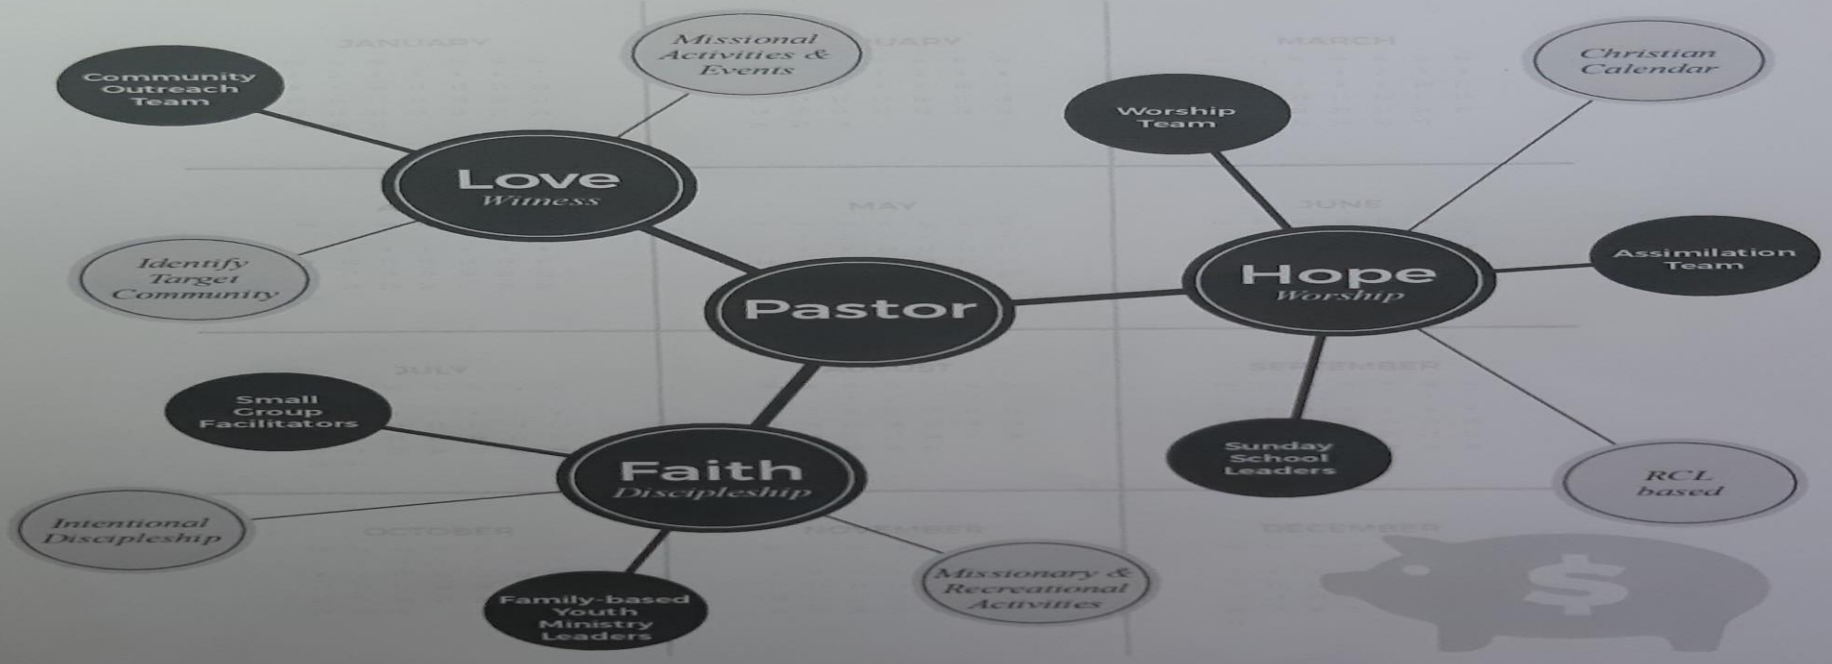 JANUARY
MARCH
MAY
JUNE
JULY
SEPTEMBER
OCTOBER
NOVEMBER
DECEMBER
Community
Outreach
Team
Missional
Activities &
Events
Love
Witness
Identify
Target
Community
Pastor
Worship
Team
Christian
Calendar
Hope
Worship
Assimilation
Team
Sunday
School
Leaders
RCL
based
Small
Group
Facilitators
Faith
Discipleship
Intentional
Discipleship
Family-based
Youth
Ministry
Leaders
Missionary &
Recreational
Activities
$